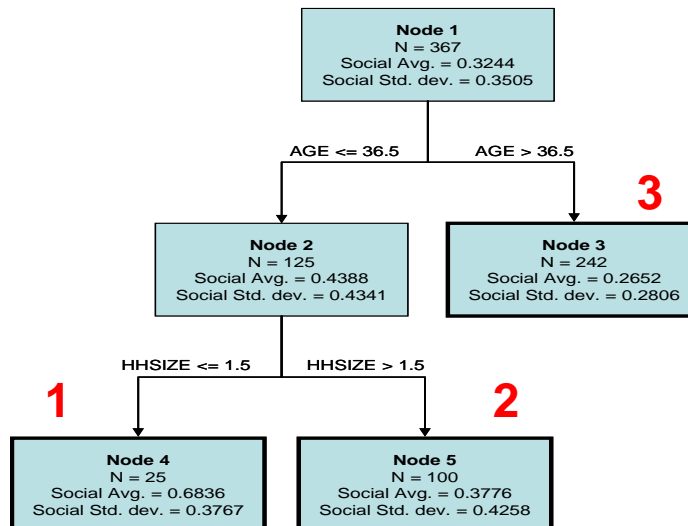 Node 1
N = 367
Social Avg. = 0.3244
Social Std. dev. = 0.3505
AGE <= 36.5
AGE > 36.5
3
Node 2
N = 125
Social Avg. = 0.4388
Social Std. dev. = 0.4341
Node 3
N = 242
Social Avg. = 0.2652
Social Std. dev. = 0.2806
HHSIZE <= 1.5
HHSIZE > 1.5
1
2
Node 4
N = 25
Social Avg. = 0.6836
Social Std. dev. = 0.3767
Node 5
N = 100
Social Avg. = 0.3776
Social Std. dev. = 0.4258